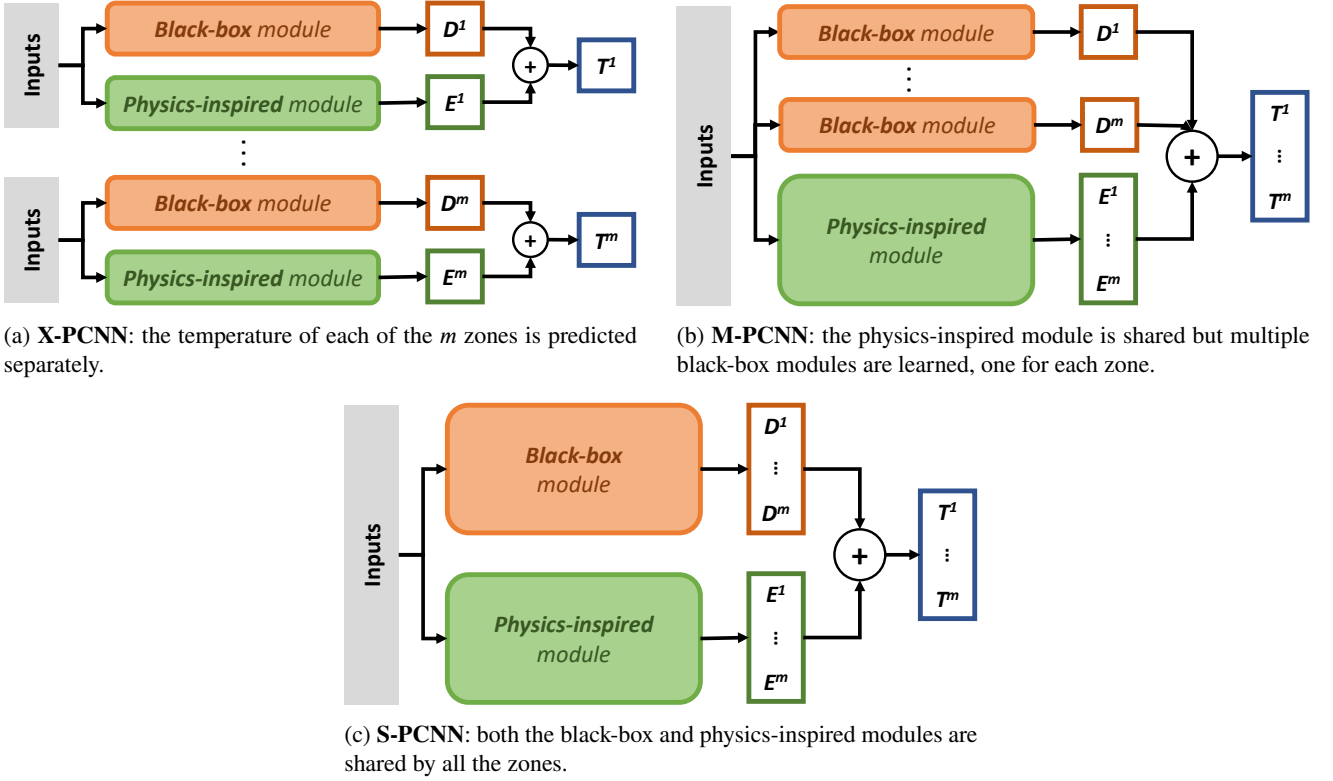 Inputs
Black-box module
D¹
+
T¹
Physics-inspired module
E¹
⋮
Inputs
Black-box module
Dᵐ
+
Tᵐ
Physics-inspired module
Eᵐ
(a) X-PCNN: the temperature of each of the m zones is predicted
separately.
Inputs
Black-box module
D¹
⋯
Black-box module
Dᵐ
+
T¹
⋮
Tᵐ
Physics-inspired
module
E¹
⋮
Eᵐ
(b) M-PCNN: the physics-inspired module is shared but multiple
black-box modules are learned, one for each zone.
Inputs
Black-box
module
D¹
⋮
Dᵐ
+
T¹
⋮
Tᵐ
Physics-inspired
module
E¹
⋮
Eᵐ
(c) S-PCNN: both the black-box and physics-inspired modules are
shared by all the zones.